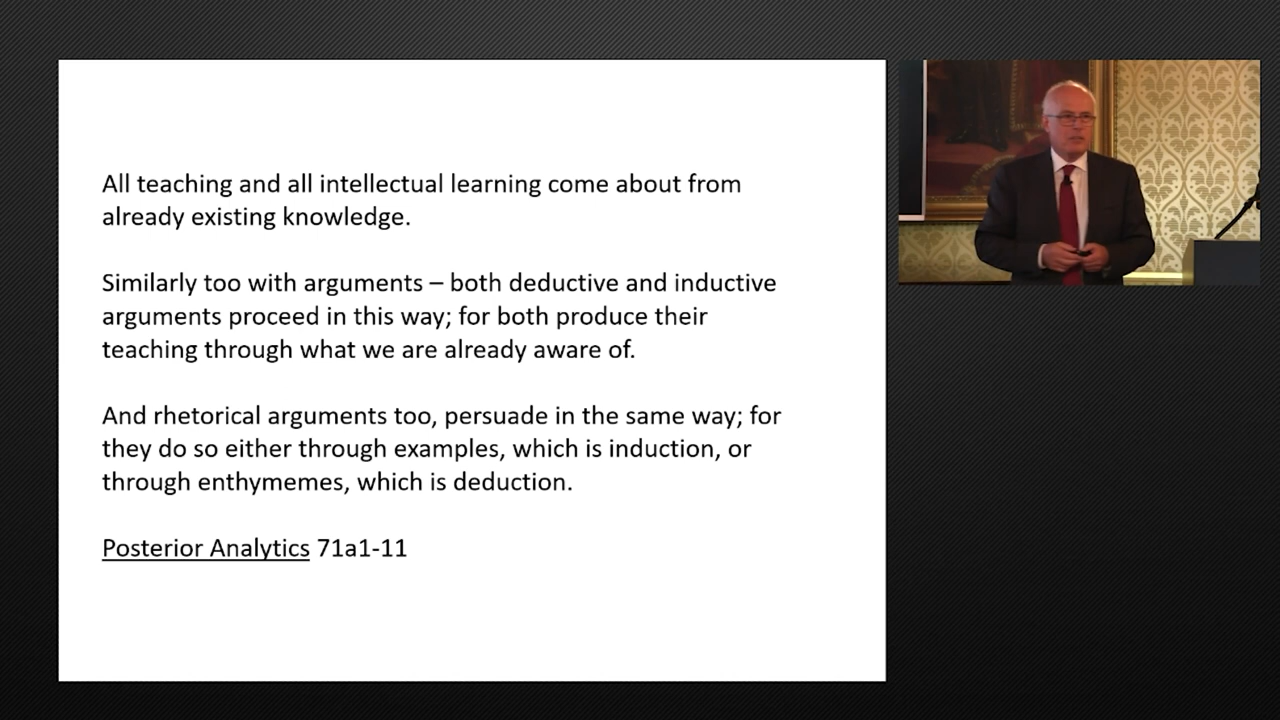 All teaching and all intellectual learning come about from
already existing knowledge.
Similarly too with arguments – both deductive and inductive
arguments proceed in this way; for both produce their
teaching through what we are already aware of.
And rhetorical arguments too, persuade in the same way; for
they do so either through examples, which is induction, or
through enthymemes, which is deduction.
Posterior Analytics 71a1-11